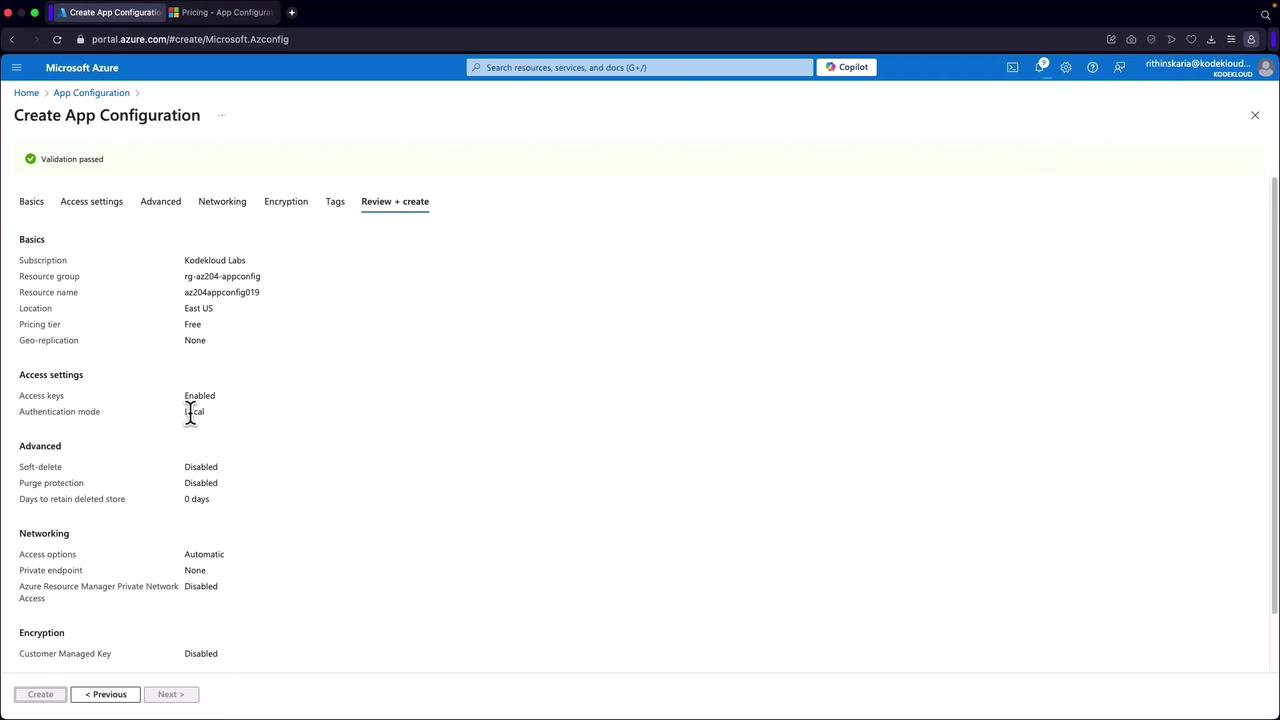 Create App Configuratio
Pricing – App Configurat
portal.azure.com/#create/Microsoft.Azconfig
Microsoft Azure
Search resources, services, and docs (G+/)
Copilot
9
rithinskaria@kodekloud...
KODEKLOUD
Home > App Configuration >
Create App Configuration ...
Validation passed
Basics Access settings Advanced Networking Encryption Tags Review + create
Basics
Subscription Kodekloud Labs
Resource group rg-az204-appconfig
Resource name az204appconfig019
Location East US
Pricing tier Free
Geo-replication None
Access settings
Access keys Enabled
Authentication mode Local
Advanced
Soft-delete Disabled
Purge protection Disabled
Days to retain deleted store 0 days
Networking
Access options Automatic
Private endpoint None
Azure Resource Manager Private Network Disabled
Access
Encryption
Customer Managed Key Disabled
Create < Previous Next >